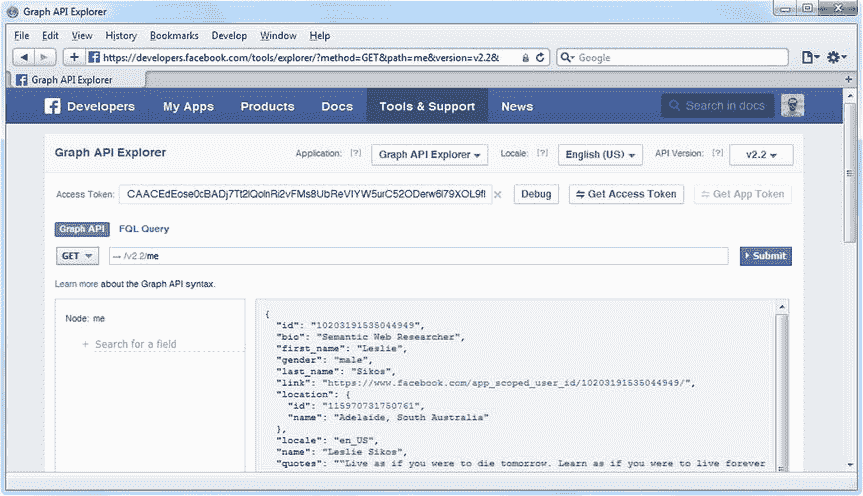 Graph API Explorer
File Edit View History Bookmarks Develop Window Help
https://developers.facebook.com/tools/explorer/?method=GET&path=me&version=v2.2& Google
Graph API Explorer
Developers My Apps Products Docs Tools & Support News Search in docs
Graph API Explorer Application: [?] Graph API Explorer Locale: [?] English (US) API Version: [?] v2.2
Access Token: Debug Get Access Token Get App Token
Graph API FQL Query
GET → /v2.2/me Submit
Learn more about the Graph API syntax.
Node: me
+ Search for a field
{
"id": "10203191535044949",
"bio": "Semantic Web Researcher",
"first_name": "Leslie",
"gender": "male",
"last_name": "Sikos",
"link": "https://www.facebook.com/app_scoped_user_id/10203191535044949/",
"location": {
"id": "115970731750761",
"name": "Adelaide, South Australia"
},
"locale": "en_US",
"name": "Leslie Sikos",
"quotes": "“Live as if you were to die tomorrow. Learn as if you were to live forever